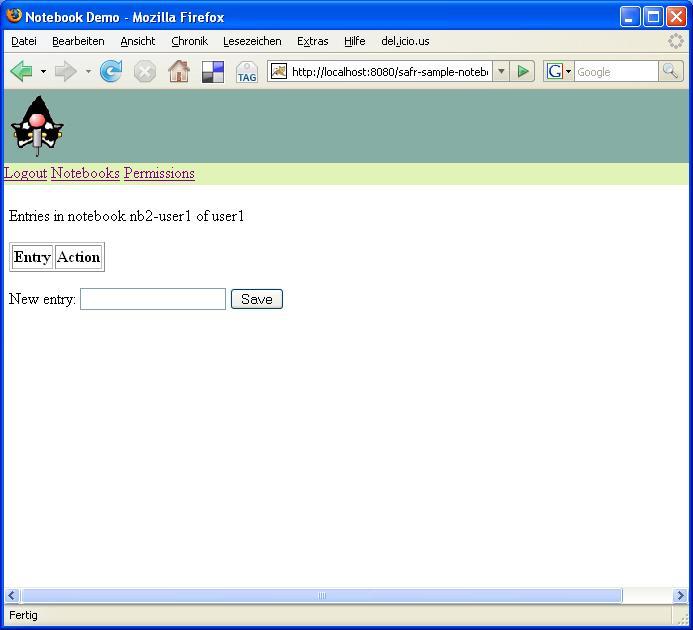 Notebook Demo - Mozilla Firefox
Datei Bearbeiten Ansicht Chronik Lesezeichen Extras Hilfe del.icio.us
TAG http://localhost:8080/safr-sample-noteb G Google
Logout Notebooks Permissions
Entries in notebook nb2-user1 of user1
Entry Action
New entry: Save
Fertig